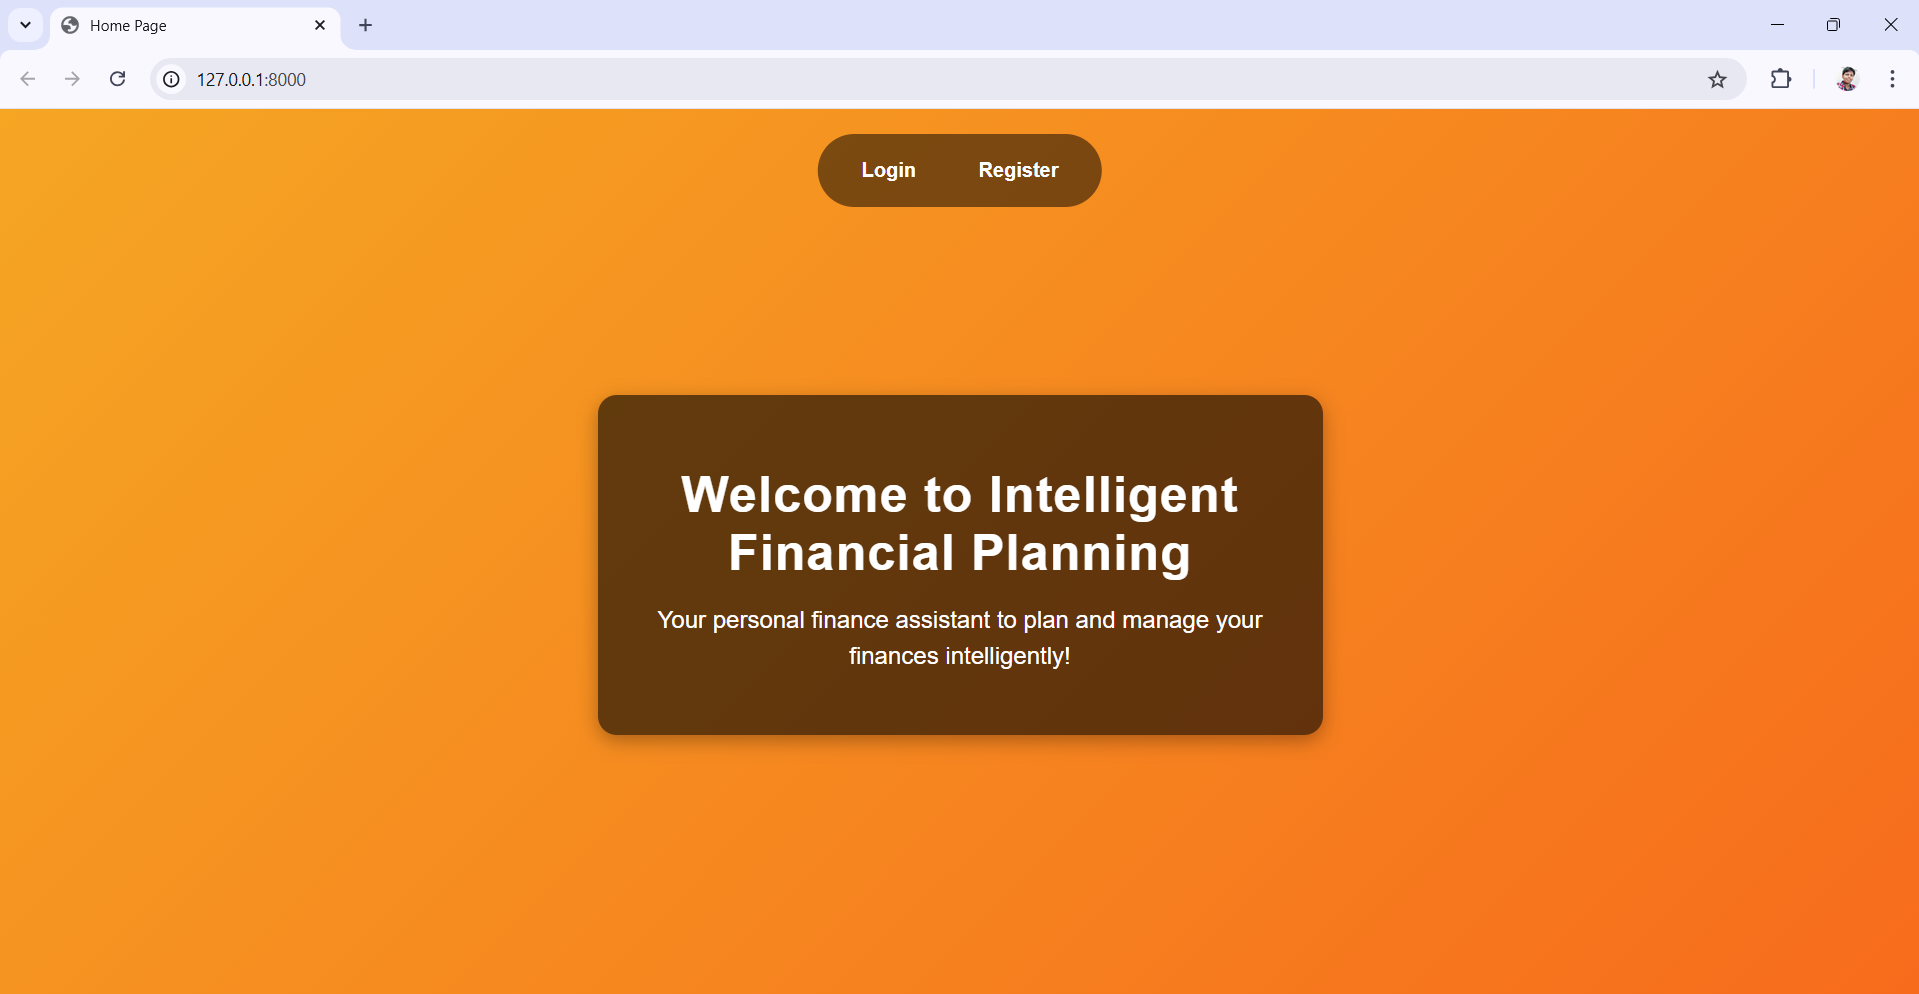 Home Page
127.0.0.1:8000
Login Register
Welcome to Intelligent
Financial Planning
Your personal finance assistant to plan and manage your
finances intelligently!